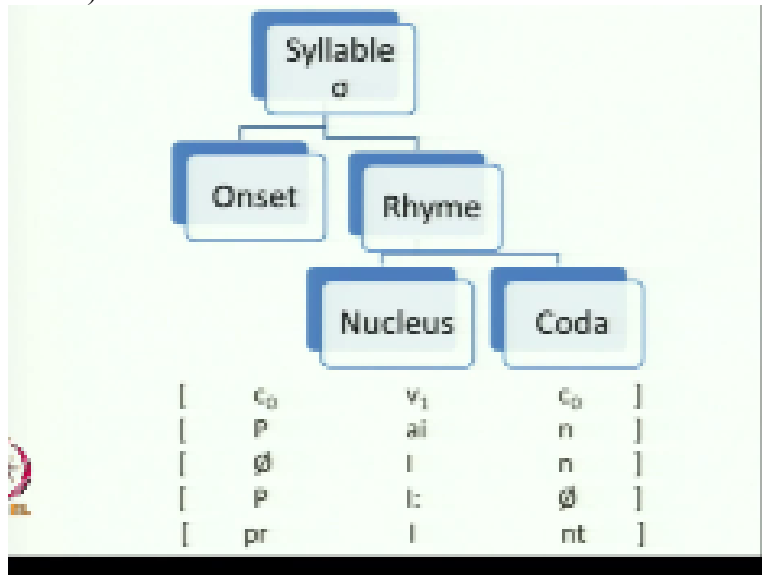 Syllable
σ
Onset
Rhyme
Nucleus
Coda
[ c₀ v₁ c₀ ]
[ P ai n ]
[ Ø I n ]
[ P I: Ø ]
[ pr I nt ]